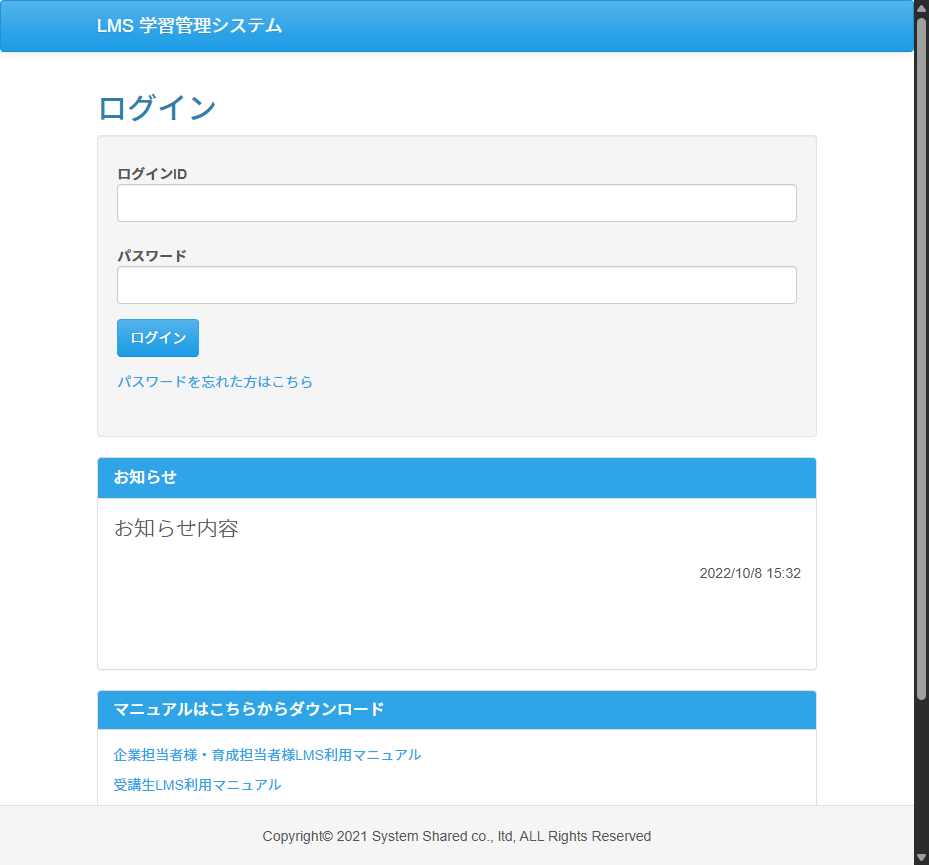 LMS 学習管理システム
ログイン
ログインID
パスワード
ログイン
パスワードを忘れた方はこちら
お知らせ
お知らせ内容
2022/10/8 15:32
マニュアルはこちらからダウンロード
企業担当者様・育成担当者様LMS利用マニュアル
受講生LMS利用マニュアル
Copyright© 2021 System Shared co., ltd, ALL Rights Reserved